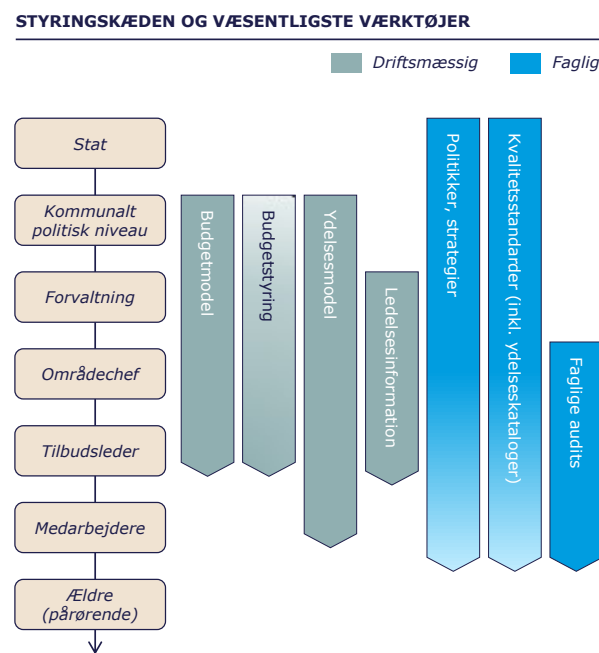 STYRINGSKÆDEN OG VÆSENTLIGSTE VÆRKTØJER
Driftsmæssig
Faglig
Stat
Kommunalt
politisk niveau
Forvaltning
Områdechef
Tilbudsleder
Medarbejdere
Ældre
(pårørende)
Budgetmodel
Budgetstyring
Ydelsesmodel
Ledelsesinformation
Politikker, strategier
Kvalitetsstandarder (inkl. ydelseskataloger)
Faglige audits